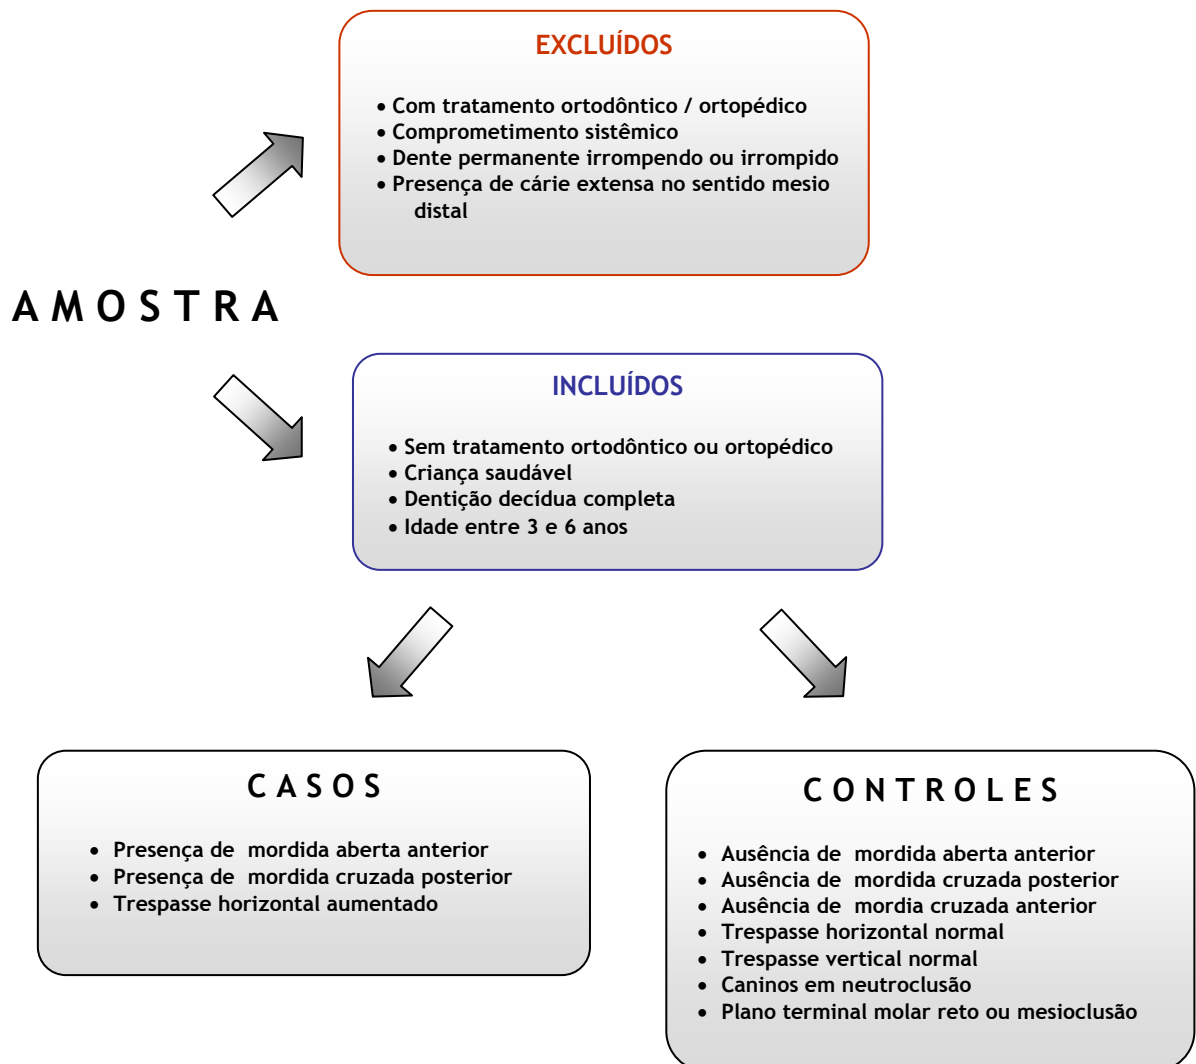 EXCLUÍDOS
• Com tratamento ortodôntico / ortopédico
• Comprometimento sistêmico
• Dente permanente irrompendo ou irrompido
• Presença de cárie extensa no sentido mesio
distal
A M O S T R A
INCLUÍDOS
• Sem tratamento ortodôntico ou ortopédico
• Criança saudável
• Dentição decídua completa
• Idade entre 3 e 6 anos
C A S O S
• Presença de mordida aberta anterior
• Presença de mordida cruzada posterior
• Trespasse horizontal aumentado
C O N T R O L E S
• Ausência de mordida aberta anterior
• Ausência de mordida cruzada posterior
• Ausência de mordia cruzada anterior
• Trespasse horizontal normal
• Trespasse vertical normal
• Caninos em neutroclusão
• Plano terminal molar reto ou mesioclusão